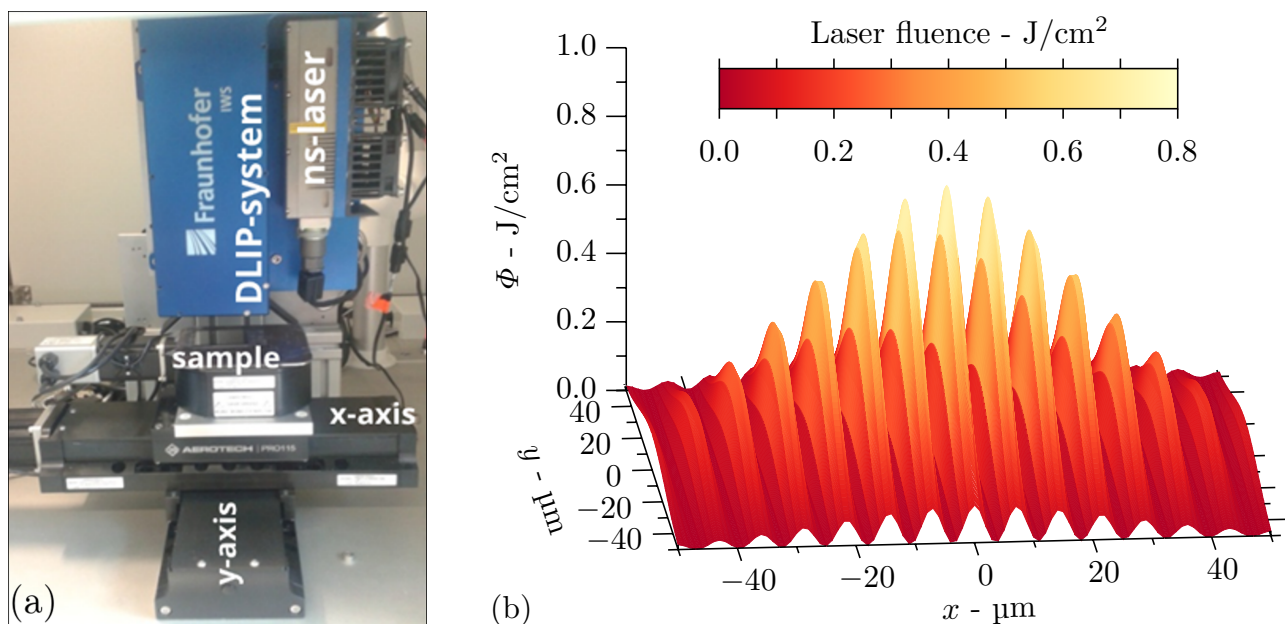 Fraunhofer
IWS
DLIP-system
ns-laser
sample
x-axis
AEROTECH | PRO115
y-axis
(a)
Laser fluence - J/cm²
0.0 0.2 0.4 0.6 0.8
Φ - J/cm²
1.0
0.8
0.6
0.4
0.2
0.0
40
20
0
−20
−40
y - µm
−40 −20 0 20 40
x - µm
(b)